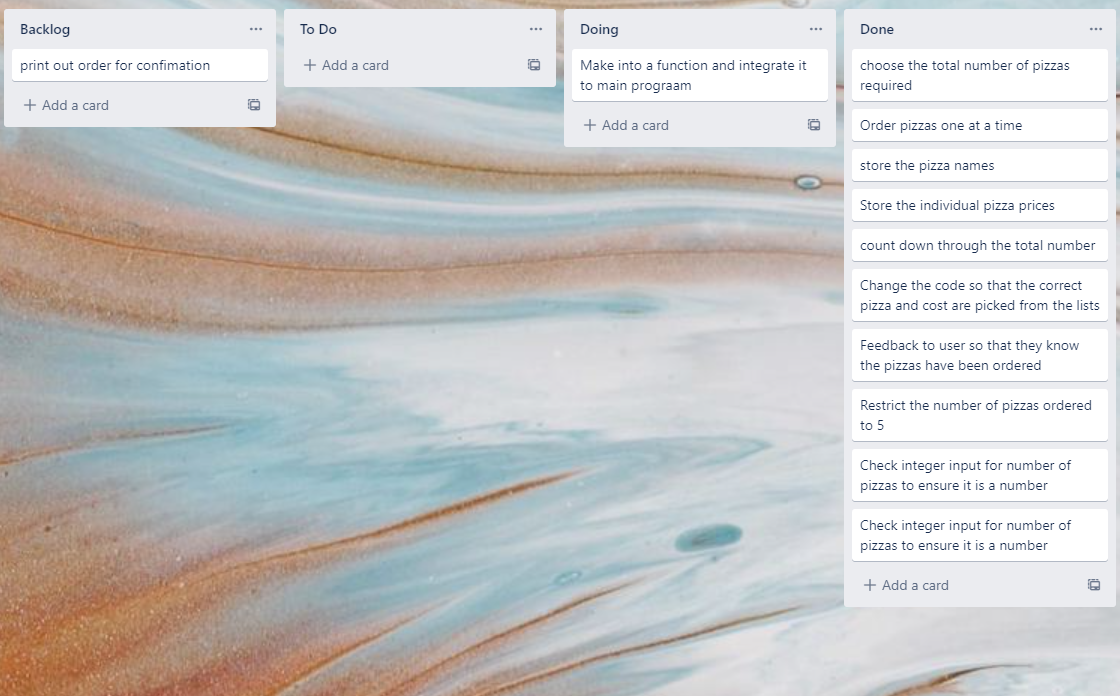 Backlog
print out order for confimation
Add a card
To Do
Add a card
Doing
Make into a function and integrate it
to main prograam
Add a card
Done
choose the total number of pizzas
required
Order pizzas one at a time
store the pizza names
Store the individual pizza prices
count down through the total number
Change the code so that the correct
pizza and cost are picked from the lists
Feedback to user so that they know
the pizzas have been ordered
Restrict the number of pizzas ordered
to 5
Check integer input for number of
pizzas to ensure it is a number
Check integer input for number of
pizzas to ensure it is a number
Add a card